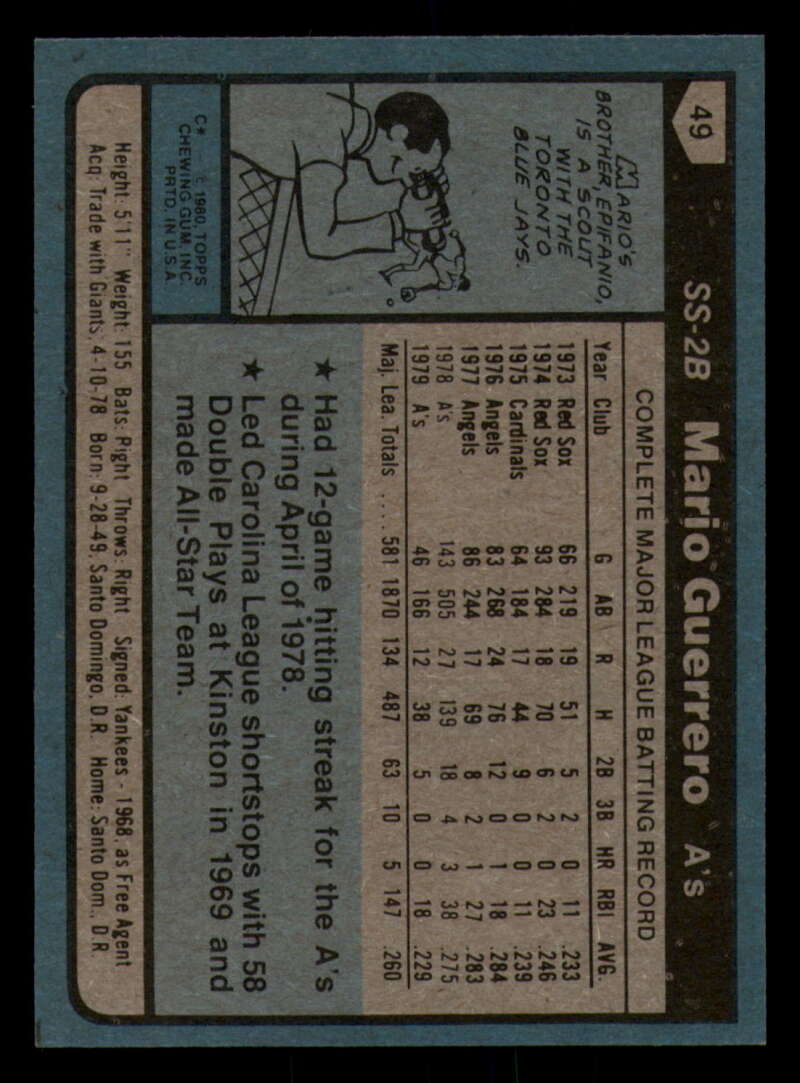 49
SS-2B Mario Guerrero A's
MARIO'S
BROTHER, EPIFANIO,
IS A SCOUT
WITH THE
TORONTO
BLUE JAYS.
C* © 1980, TOPPS
CHEWING GUM, INC.
PRTD. IN U.S.A.
COMPLETE MAJOR LEAGUE BATTING RECORD
Year Club G AB R H 2B 3B HR RBI AVG.
1973 Red Sox 66 219 19 51 5 2 0 11 .233
1974 Red Sox 93 284 18 70 6 2 0 23 .246
1975 Cardinals 64 184 17 44 9 0 0 11 .239
1976 Angels 83 268 24 76 12 0 1 18 .284
1977 Angels 86 244 17 69 8 2 1 27 .283
1978 A's 143 505 27 139 18 4 3 38 .275
1979 A's 46 166 12 38 5 0 0 18 .229
Maj. Lea. Totals .... 581 1870 134 487 63 10 5 147 .260
★ Had 12-game hitting streak for the A's
during April of 1978.
★ Led Carolina League shortstops with 58
Double Plays at Kinston in 1969 and
made All-Star Team.
Height: 5'11" Weight: 155 Bats: Right Throws: Right Signed: Yankees - 1968, as Free Agent
Acq: Trade with Giants, 4-10-78 Born: 9-28-49, Santo Domingo, D.R. Home: Santo Dom., D.R.